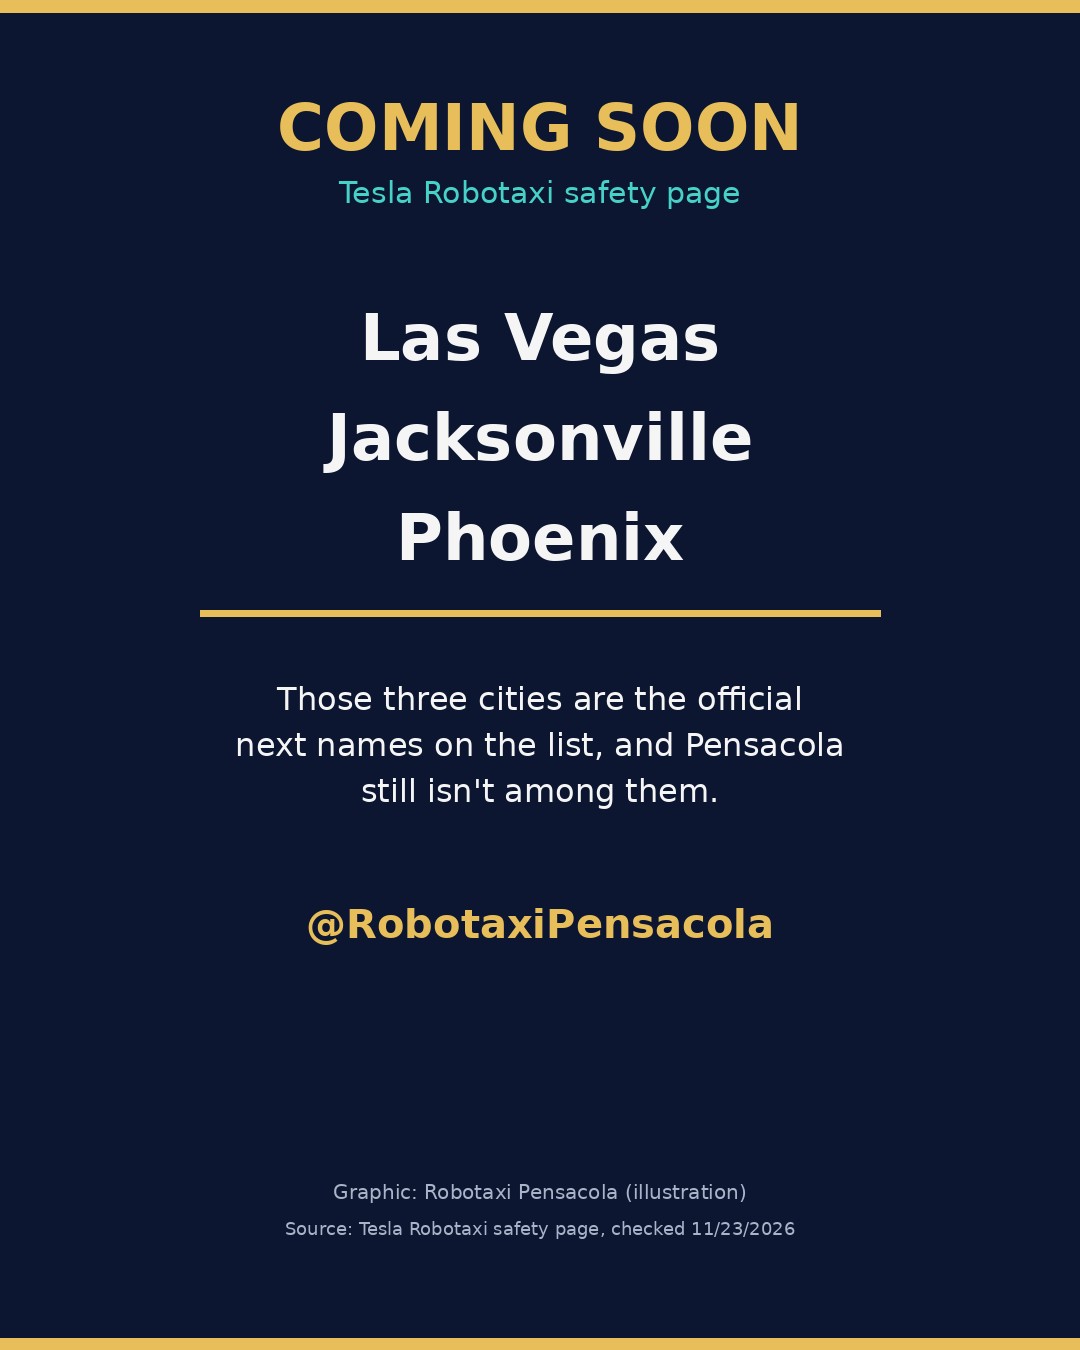 COMING SOON
Tesla Robotaxi safety page
Las Vegas
Jacksonville
Phoenix
Those three cities are the official
next names on the list, and Pensacola
still isn't among them.
@RobotaxiPensacola
Graphic: Robotaxi Pensacola (illustration)
Source: Tesla Robotaxi safety page, checked 11/23/2026